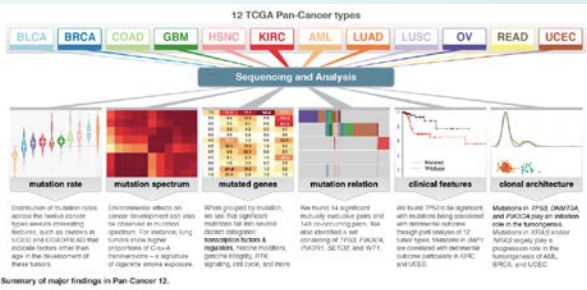 12 TCGA Pan-Cancer types
BLCA BRCA COAD GBM HSNC KIRC AML LUAD LUSC OV READ UCEC
Sequencing and Analysis
mutation rate mutation spectrum mutated genes mutation relation clinical features clonal architecture
Distribution of mutation rates
across the twelve cancer
types reveals interesting
features, such as clusters in
UCEC and COAD/READ that
indicate factors other than
age in the development of
these tumors.
Environmental effects on
cancer development can also
be observed in mutation
spectrum. For instance, lung
tumors show higher
proportions of C-to-A
transversions – a signature
of cigarette smoke exposure.
When grouped by mutation,
we see that significant
mutations fall into several
distinct categories:
transcription factors &
regulators, histone modifiers,
genome integrity, RTK
signaling, cell cycle, and more
We found 14 significant
mutually exclusive pairs and
148 co-occurring pairs. We
also identified a set
consisting of TP53, PIK3CA,
PIK3R1, SETD2, and WT1.
We found TP53 to be significant,
with mutations being associated
with detrimental outcome
through joint analysis of 12
tumor types. Mutations in BAP1
are correlated with detrimental
outcome particularly in KIRC
and UCEC.
Mutations in TP53, DNMT3A,
and PIK3CA play an initiation
role in the tumorigenesis.
Mutations in KRAS and/or
NRAS largely play a
progression role in the
tumorigenesis of AML,
BRCA, and UCEC.
Summary of major findings in Pan-Cancer 12.